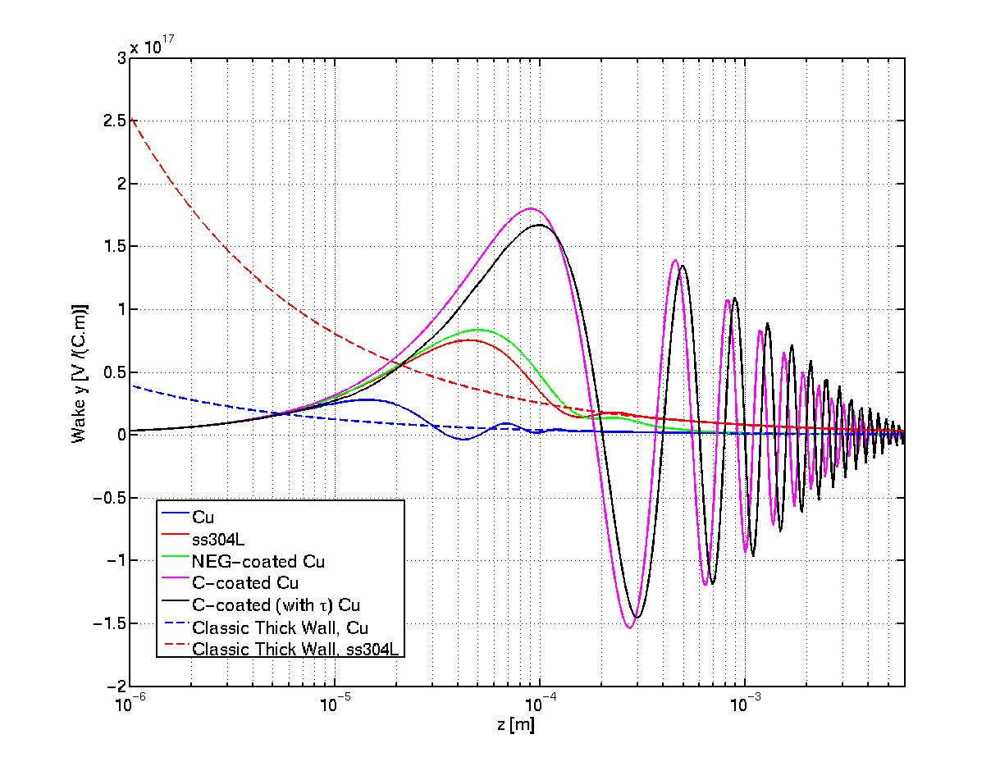 x 10^17
3
2.5
2
1.5
1
0.5
0
−0.5
−1
−1.5
−2
Wake y [V /(C.m)]
Cu
ss304L
NEG−coated Cu
C−coated Cu
C−coated (with τ) Cu
Classic Thick Wall, Cu
Classic Thick Wall, ss304L
10^−6 10^−5 10^−4 10^−3
z [m]